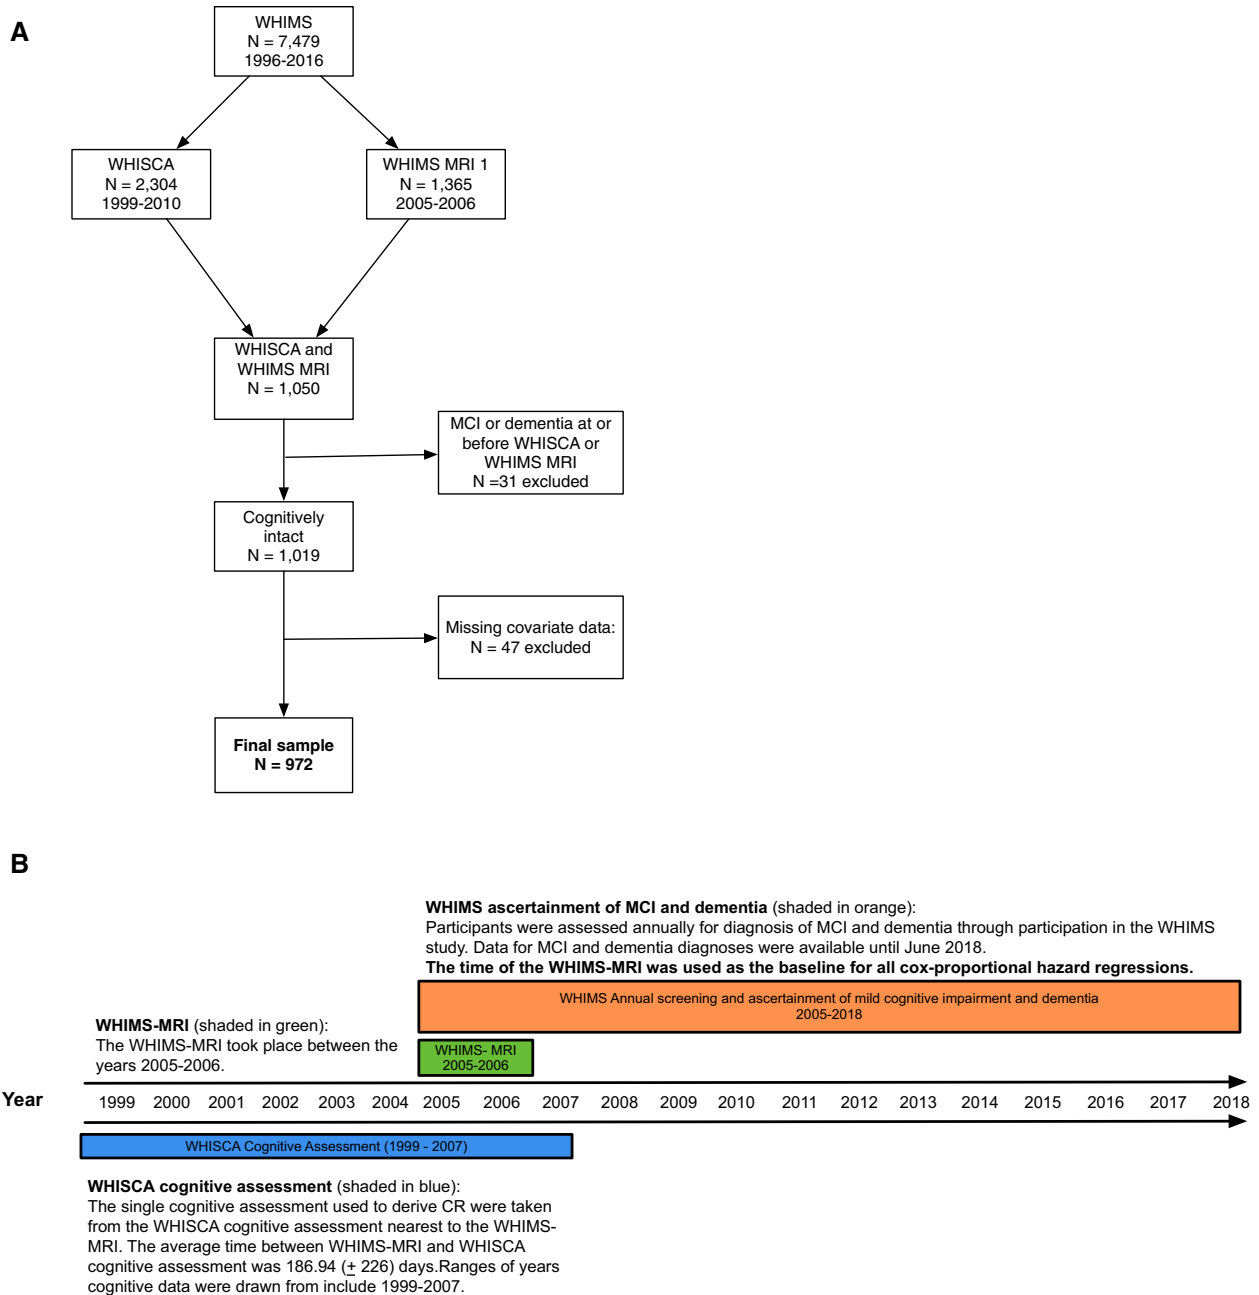 A
WHIMS
N = 7,479
1996-2016
WHISCA
N = 2,304
1999-2010
WHIMS MRI 1
N = 1,365
2005-2006
WHISCA and
WHIMS MRI
N = 1,050
MCI or dementia at or
before WHISCA or
WHIMS MRI
N =31 excluded
Cognitively
intact
N = 1,019
Missing covariate data:
N = 47 excluded
Final sample
N = 972
B
WHIMS ascertainment of MCI and dementia (shaded in orange):
Participants were assessed annually for diagnosis of MCI and dementia through participation in the WHIMS
study. Data for MCI and dementia diagnoses were available until June 2018.
The time of the WHIMS-MRI was used as the baseline for all cox-proportional hazard regressions.
WHIMS Annual screening and ascertainment of mild cognitive impairment and dementia
2005-2018
WHIMS-MRI (shaded in green):
The WHIMS-MRI took place between the
years 2005-2006.
WHIMS- MRI
2005-2006
Year
1999 2000 2001 2002 2003 2004 2005 2006 2007 2008 2009 2010 2011 2012 2013 2014 2015 2016 2017 2018
WHISCA Cognitive Assessment (1999 - 2007)
WHISCA cognitive assessment (shaded in blue):
The single cognitive assessment used to derive CR were taken
from the WHISCA cognitive assessment nearest to the WHIMS-
MRI. The average time between WHIMS-MRI and WHISCA
cognitive assessment was 186.94 (± 226) days.Ranges of years
cognitive data were drawn from include 1999-2007.